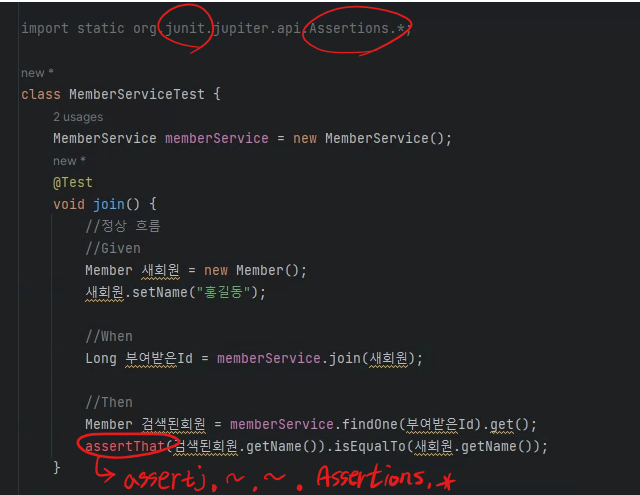 import static org.junit.jupiter.api.Assertions.*;
new *
class MemberServiceTest {
2 usages
MemberService memberService = new MemberService();
new *
@Test
void join() {
//정상 흐름
//Given
Member 새회원 = new Member();
새회원.setName("홍길동");
//When
Long 부여받은Id = memberService.join(새회원);
//Then
Member 검색된회원 = memberService.findOne(부여받은Id).get();
assertThat(검색된회원.getName()).isEqualTo(새회원.getName());
}
assertj.~.~. Assertions.*